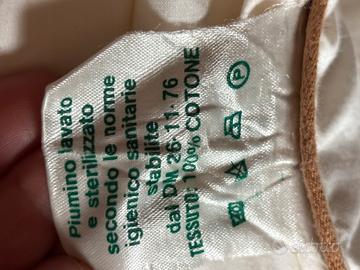 Piumino lavato
e sterilizzato
secondo le norme
igienico sanitarie
stabilite
dal DM 26·11·76
TESSUTO: 100% COTONE
P